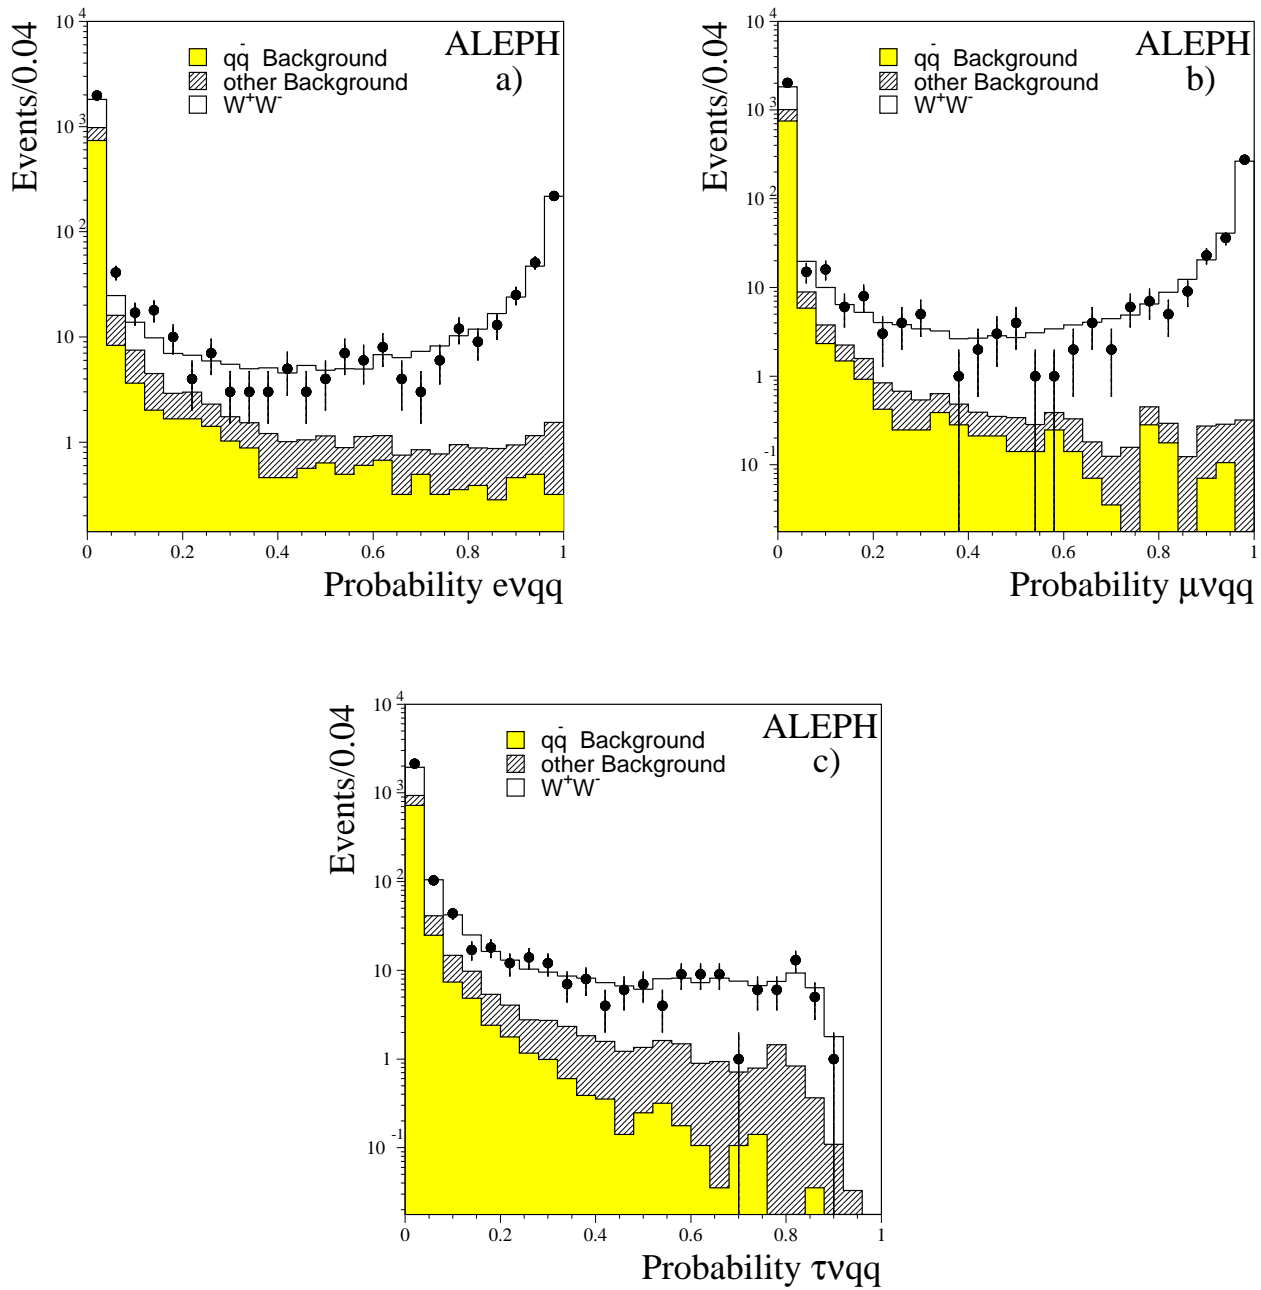 Events/0.04
ALEPH
a)
qq̄ Background
other Background
W⁺W⁻
10⁴
10³
10²
10
1
0 0.2 0.4 0.6 0.8 1
Probability eνqq
Events/0.04
ALEPH
b)
qq̄ Background
other Background
W⁺W⁻
10⁴
10³
10²
10
1
10⁻¹
0 0.2 0.4 0.6 0.8 1
Probability μνqq
Events/0.04
ALEPH
c)
qq̄ Background
other Background
W⁺W⁻
10⁴
10³
10²
10
1
10⁻¹
0 0.2 0.4 0.6 0.8 1
Probability τνqq